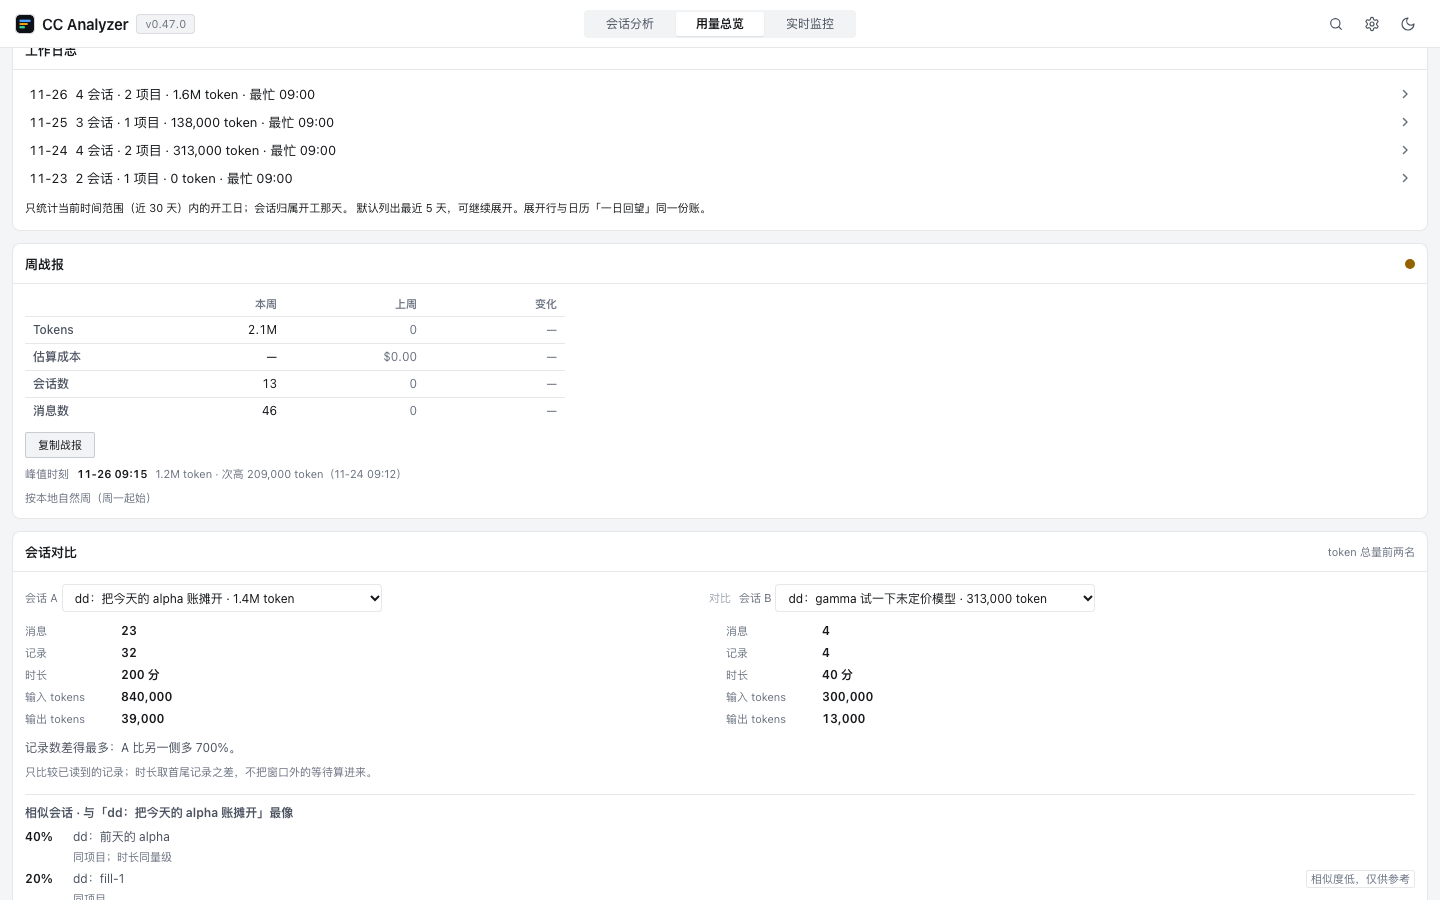 CC Analyzer v0.47.0 会话分析 用量总览 实时监控
工作日志
11-26 4 会话 · 2 项目 · 1.6M token · 最忙 09:00
11-25 3 会话 · 1 项目 · 138,000 token · 最忙 09:00
11-24 4 会话 · 2 项目 · 313,000 token · 最忙 09:00
11-23 2 会话 · 1 项目 · 0 token · 最忙 09:00
只统计当前时间范围（近 30 天）内的开工日；会话归属开工那天。 默认列出最近 5 天，可继续展开。展开行与日历「一日回望」同一份账。
周战报
本周 上周 变化
Tokens 2.1M 0 —
估算成本 — $0.00 —
会话数 13 0 —
消息数 46 0 —
复制战报
峰值时刻 11-26 09:15 1.2M token · 次高 209,000 token（11-24 09:12）
按本地自然周（周一起始）
会话对比 token 总量前两名
会话 A dd：把今天的 alpha 账摊开 · 1.4M token 对比 会话 B dd：gamma 试一下未定价模型 · 313,000 token
消息 23 消息 4
记录 32 记录 4
时长 200 分 时长 40 分
输入 tokens 840,000 输入 tokens 300,000
输出 tokens 39,000 输出 tokens 13,000
记录数差得最多：A 比另一侧多 700%。
只比较已读到的记录；时长取首尾记录之差，不把窗口外的等待算进来。
相似会话 · 与「dd：把今天的 alpha 账摊开」最像
40% dd：前天的 alpha
同项目；时长同量级
20% dd：fill-1 相似度低，仅供参考
同项目